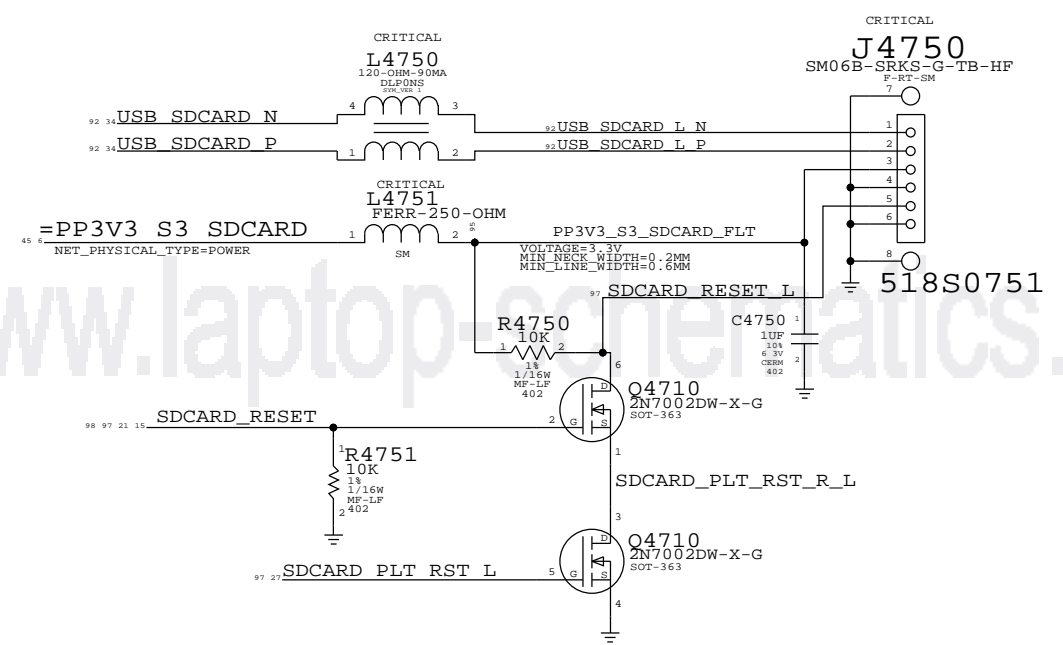 CRITICAL
J4750
SM06B-SRKS-G-TB-HF
F-RT-SM
7
CRITICAL
L4750
120-OHM-90MA
DLP0NS
SYM_VER 1
4 3
92 34 USB_SDCARD_N
92 USB_SDCARD_L_N
1
92 34 USB_SDCARD_P
1 2
92 USB_SDCARD_L_P
2
3
4
5
6
8
518S0751
CRITICAL
L4751
FERR-250-OHM
45 6 =PP3V3_S3_SDCARD
NET_PHYSICAL_TYPE=POWER
1 2
SM
95
PP3V3_S3_SDCARD_FLT
VOLTAGE=3.3V
MIN_NECK_WIDTH=0.2MM
MIN_LINE_WIDTH=0.6MM
97 SDCARD_RESET_L
www.laptop-schematics.
R4750
10K
1 2
1%
1/16W
MF-LF
402
C4750
1
1UF
10%
6.3V
CERM
402
2
6
D
Q4710
2N7002DW-X-G
SOT-363
2 G S
1
98 97 21 15 SDCARD_RESET
1
R4751
10K
1%
1/16W
MF-LF
402
2
SDCARD_PLT_RST_R_L
3
D
Q4710
2N7002DW-X-G
SOT-363
97 27 SDCARD_PLT_RST_L
5 G S
4